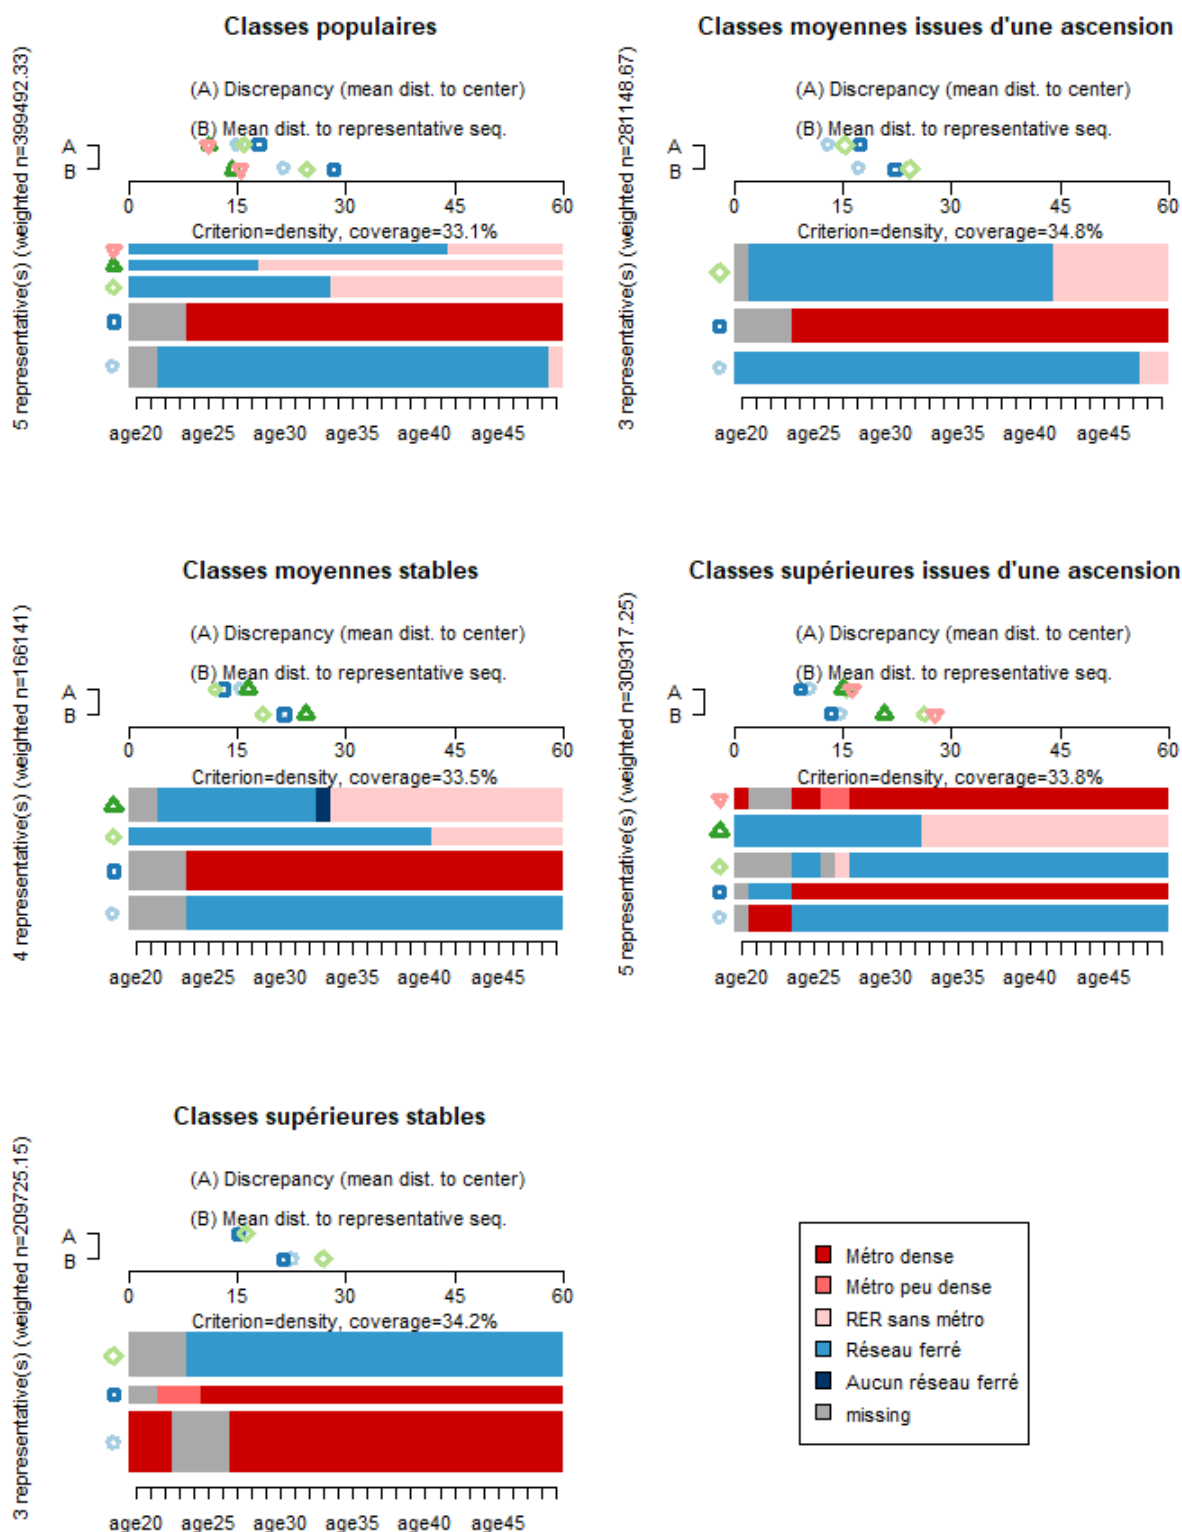 Classes populaires
5 representative(s) (weighted n=399492.33)
(A) Discrepancy (mean dist. to center)
(B) Mean dist. to representative seq.
A
B
0 15 30 45 60
Criterion=density, coverage=33.1%
age20 age25 age30 age35 age40 age45
Classes moyennes issues d'une ascension
3 representative(s) (weighted n=281148.67)
(A) Discrepancy (mean dist. to center)
(B) Mean dist. to representative seq.
A
B
0 15 30 45 60
Criterion=density, coverage=34.8%
age20 age25 age30 age35 age40 age45
Classes moyennes stables
4 representative(s) (weighted n=166141)
(A) Discrepancy (mean dist. to center)
(B) Mean dist. to representative seq.
A
B
0 15 30 45 60
Criterion=density, coverage=33.5%
age20 age25 age30 age35 age40 age45
Classes supérieures issues d'une ascension
5 representative(s) (weighted n=309317.25)
(A) Discrepancy (mean dist. to center)
(B) Mean dist. to representative seq.
A
B
0 15 30 45 60
Criterion=density, coverage=33.8%
age20 age25 age30 age35 age40 age45
Classes supérieures stables
3 representative(s) (weighted n=209725.15)
(A) Discrepancy (mean dist. to center)
(B) Mean dist. to representative seq.
A
B
0 15 30 45 60
Criterion=density, coverage=34.2%
age20 age25 age30 age35 age40 age45
Métro dense
Métro peu dense
RER sans métro
Réseau ferré
Aucun réseau ferré
missing